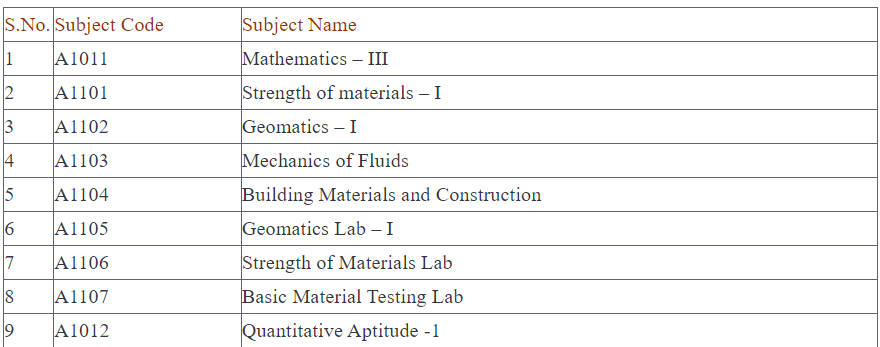 S.No. Subject Code Subject Name
1 A1011 Mathematics – III
2 A1101 Strength of materials – I
3 A1102 Geomatics – I
4 A1103 Mechanics of Fluids
5 A1104 Building Materials and Construction
6 A1105 Geomatics Lab – I
7 A1106 Strength of Materials Lab
8 A1107 Basic Material Testing Lab
9 A1012 Quantitative Aptitude -1